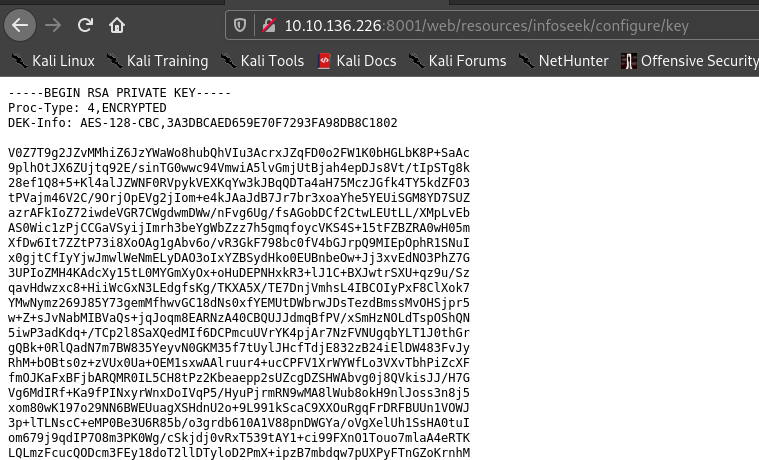 10.10.136.226:8001/web/resources/infoseek/configure/key
Kali Linux Kali Training Kali Tools Kali Docs Kali Forums NetHunter Offensive Security
-----BEGIN RSA PRIVATE KEY-----
Proc-Type: 4,ENCRYPTED
DEK-Info: AES-128-CBC,3A3DBCAED659E70F7293FA98DB8C1802

V0Z7T9g2JZvMMhiZ6JzYWaWo8hubQhVIu3AcrxJZqFD0o2FW1K0bHGLbK8P+SaAc
9plhOtJX6ZUjtq92E/sinTG0wwc94VmwiA5lvGmjUtBjah4epDJs8Vt/tIpSTg8k
28ef1Q8+5+Kl4alJZWNF0RVpykVEXKqYw3kJBqQDTa4aH75MczJGfk4TY5kdZFO3
tPVajm46V2C/9OrjOpEVg2jIom+e4kJAaJdB7Jr7br3xoaYhe5YEUiSGM8YD7SUZ
azrAFkIoZ72iwdeVGR7CWgdwmDWw/nFvg6Ug/fsAGobDCf2CtwLEUtLL/XMpLvEb
AS0Wic1zPjCCGaVSyijImrh3beYgWbZzz7h5gmqfoycVKS4S+15tFZBZRA0wH05m
XfDw6It7ZZtP73i8XoOAg1gAbv6o/vR3GkF798bc0fV4bGJrpQ9MIEpOphR1SNuI
x0gjtCfIyYjwJmwlWeNmELyDAO3oIxYZBSydHko0EUBnbeOw+Jj3xvEdNO3PhZ7G
3UPIoZMH4KAdcXy15tL0MYGmXyOx+oHuDEPNHxkR3+lJ1C+BXJwtrSXU+qz9u/Sz
qavHdwzxc8+HiiWcGxN3LEdgfsKg/TKXA5X/TE7DnjVmhsL4IBCOIyPxF8ClXok7
YMwNymz269J85Y73gemMfhwvGC18dNs0xfYEMUtDWbrwJDsTezdBmssMvOHSjpr5
w+Z+sJvNabMIBVaQs+jqJoqm8EARNzA40CBQUJJdmqBfPV/xSmHzNOLdTspOShQN
5iwP3adKdq+/TCp2l8SaXQedMIf6DCPmcuUVrYK4pjAr7NzFVNUgqbYLT1J0thGr
gQBk+0RlQadN7m7BW835YeyvN0GKM35f7tUylJHcfTdjE832zB24iElDW483FvJy
RhM+bOBts0z+zVUx0Ua+OEM1sxwAAlruur4+ucCPFV1XrWYWfLo3VXvTbhPiZcXF
fmOJKaFxBFjbARQMR0IL5CH8tPz2Kbeaepp2sUZcgDZSHWAbvg0j8QVkisJJ/H7G
Vg6MdIRf+Ka9fPINxyrWnxDoIVqP5/HyuPjrmRN9wMA8lWub8okH9nlJoss3n8j5
xom80wK197o29NN6BWEUuagXSHdnU2o+9L991kScaC9XXOuRgqFrDRFBUUn1VOWJ
3p+lTLNscC+eMP0Be3U6R85b/o3grdb610A1V88pnDWGYa/oVgXelUh1SsHA0tuI
om679j9qdIP7O8m3PK0Wg/cSkjdj0vRxT539tAY1+ci99FXnO1Touo7mlaA4eRTK
LQLmzFcucQODcm3FEy18doT2llDTyloD2PmX+ipzB7mbdqw7pUXPyFTnGZoKrnhM